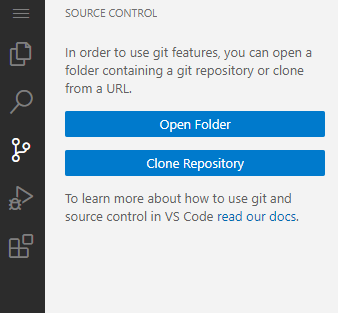 SOURCE CONTROL
In order to use git features, you can open a
folder containing a git repository or clone
from a URL.
Open Folder
Clone Repository
To learn more about how to use git and
source control in VS Code read our docs.